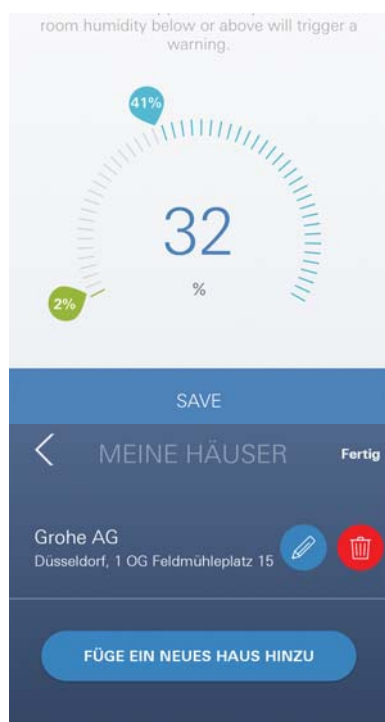 room humidity below or above will trigger a
warning.
41%
32
%
2%
SAVE
MEINE HÄUSER Fertig
Grohe AG
Düsseldorf, 1 OG Feldmühleplatz 15
FÜGE EIN NEUES HAUS HINZU